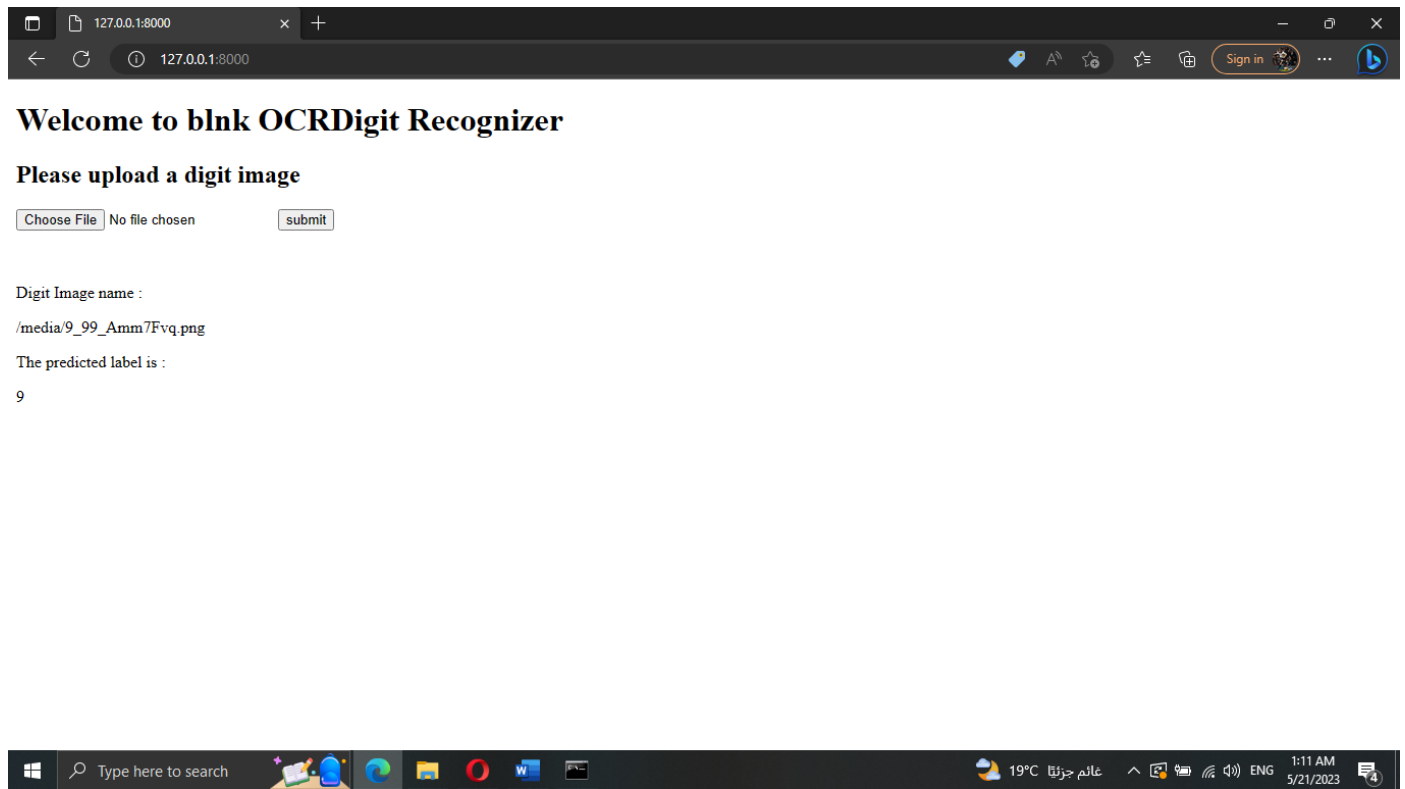 127.0.0.1:8000
127.0.0.1:8000
Sign in
Welcome to blnk OCRDigit Recognizer
Please upload a digit image
Choose File No file chosen submit
Digit Image name :
/media/9_99_Amm7Fvq.png
The predicted label is :
9
Type here to search
19°C غائم جزئيًا
ENG
1:11 AM
5/21/2023
4